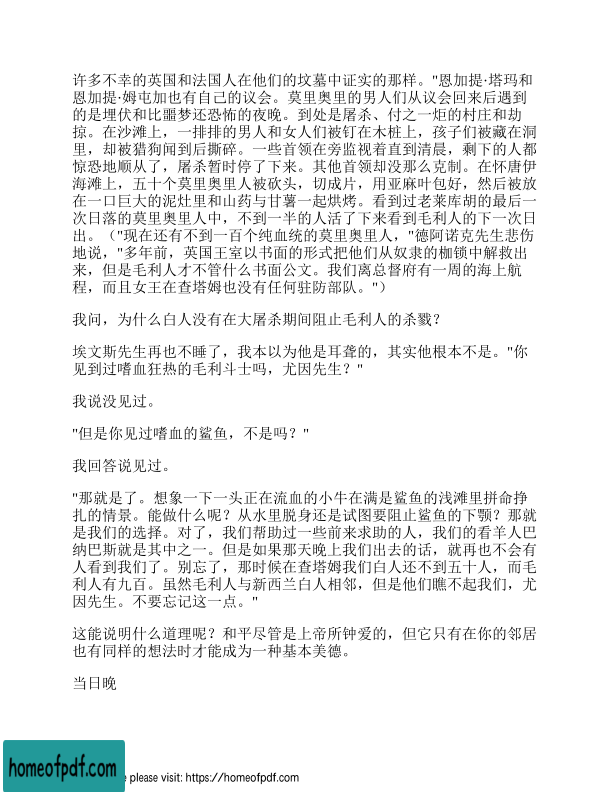 许多不幸的英国和法国人在他们的坟墓中证实的那样。"恩加提·塔玛和
恩加提·姆屯加也有自己的议会。莫里奥里的男人们从议会回来后遇到
的是埋伏和比噩梦还恐怖的夜晚。到处是屠杀、付之一炬的村庄和劫
掠。在沙滩上，一排排的男人和女人们被钉在木桩上，孩子们被藏在洞
里，却被猎狗闻到后撕碎。一些首领在旁监视着直到清晨，剩下的人都
惊恐地顺从了，屠杀暂时停了下来。其他首领却没那么克制。在怀唐伊
海滩上，五十个莫里奥里人被砍头，切成片，用亚麻叶包好，然后被放
在一口巨大的泥灶里和山药与甘薯一起烘烤。看到过老莱库胡的最后一
次日落的莫里奥里人中，不到一半的人活了下来看到毛利人的下一次日
出。（"现在还有不到一百个纯血统的莫里奥里人，"德阿诺克先生悲伤
地说，"多年前，英国王室以书面的形式把他们从奴隶的枷锁中解救出
来，但是毛利人才不管什么书面公文。我们离总督府有一周的海上航
程，而且女王在查塔姆也没有任何驻防部队。"）
我问，为什么白人没有在大屠杀期间阻止毛利人的杀戮？
埃文斯先生再也不睡了，我本以为他是耳聋的，其实他根本不是。"你
见到过嗜血狂热的毛利斗士吗，尤因先生？"
我说没见过。
"但是你见过嗜血的鲨鱼，不是吗？"
我回答说见过。
"那就是了。想象一下一头正在流血的小牛在满是鲨鱼的浅滩里拼命挣
扎的情景。能做什么呢？从水里脱身还是试图要阻止鲨鱼的下颚？那就
是我们的选择。对了，我们帮助过一些前来求助的人，我们的看羊人巴
纳巴斯就是其中之一。但是如果那天晚上我们出去的话，就再也不会有
人看到我们了。别忘了，那时候在查塔姆我们白人还不到五十人，而毛
利人有九百。虽然毛利人与新西兰白人相邻，但是他们瞧不起我们，尤
因先生。不要忘记这一点。"
这能说明什么道理呢？和平尽管是上帝所钟爱的，但它只有在你的邻居
也有同样的想法时才能成为一种基本美德。
当日晚
homeofpdf.com
e please visit: https://homeofpdf.com